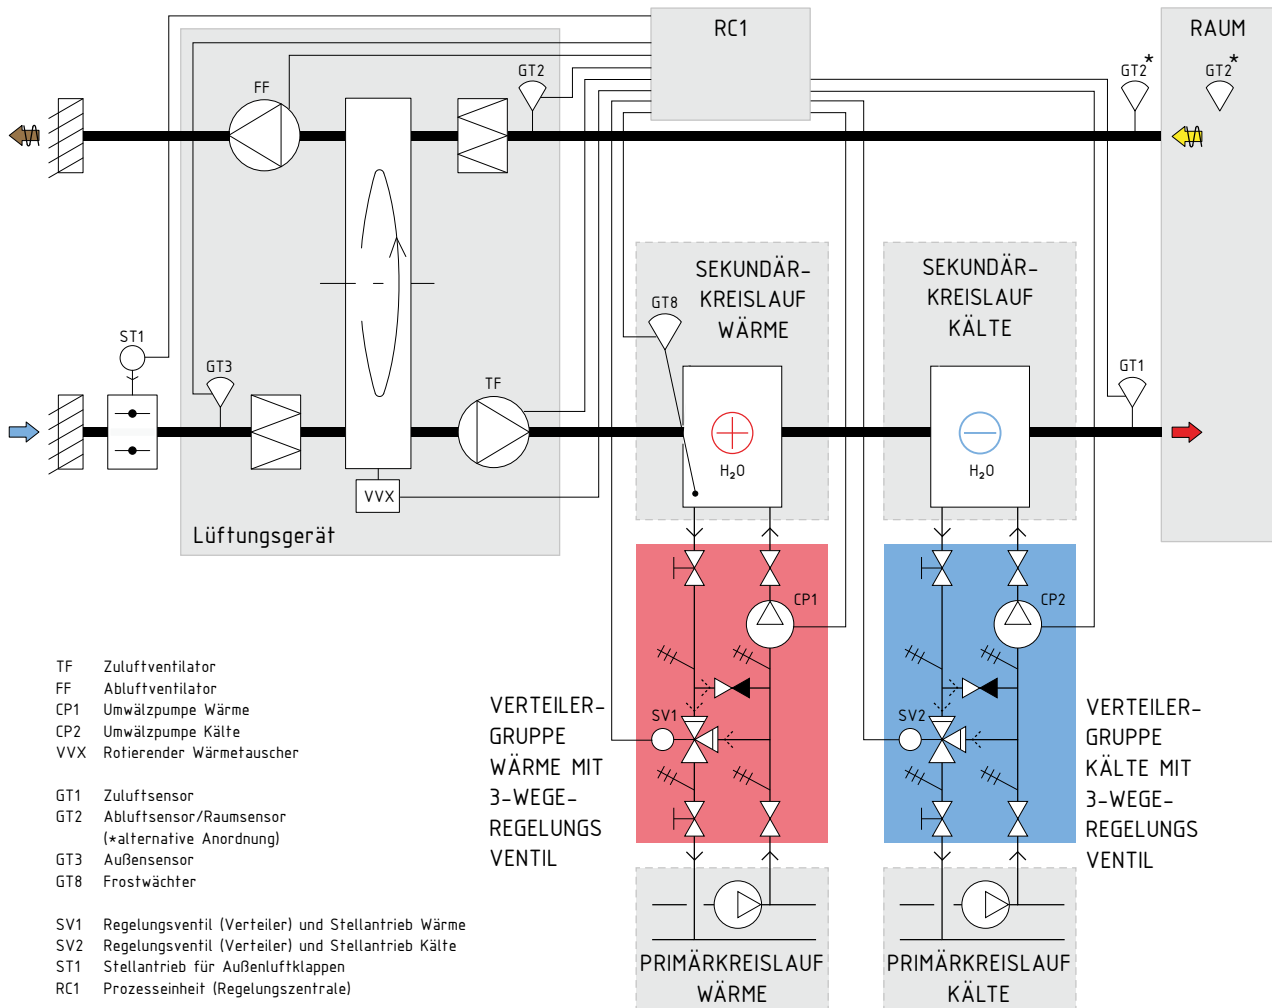 RC1
RAUM
FF
GT2
GT2*
GT2*
SEKUNDÄR-
KREISLAUF
WÄRME
SEKUNDÄR-
KREISLAUF
KÄLTE
GT8
ST1
GT3
TF
GT1
H₂O
H₂O
VVX
Lüftungsgerät
CP1
CP2
SV1
SV2
VERTEILER-
GRUPPE
WÄRME MIT
3-WEGE-
REGELUNGS
VENTIL
VERTEILER-
GRUPPE
KÄLTE MIT
3-WEGE-
REGELUNGS
VENTIL
PRIMÄRKREISLAUF
WÄRME
PRIMÄRKREISLAUF
KÄLTE
TF Zuluftventilator
FF Abluftventilator
CP1 Umwälzpumpe Wärme
CP2 Umwälzpumpe Kälte
VVX Rotierender Wärmetauscher
GT1 Zuluftsensor
GT2 Abluftsensor/Raumsensor
(*alternative Anordnung)
GT3 Außensensor
GT8 Frostwächter
SV1 Regelungsventil (Verteiler) und Stellantrieb Wärme
SV2 Regelungsventil (Verteiler) und Stellantrieb Kälte
ST1 Stellantrieb für Außenluftklappen
RC1 Prozesseinheit (Regelungszentrale)